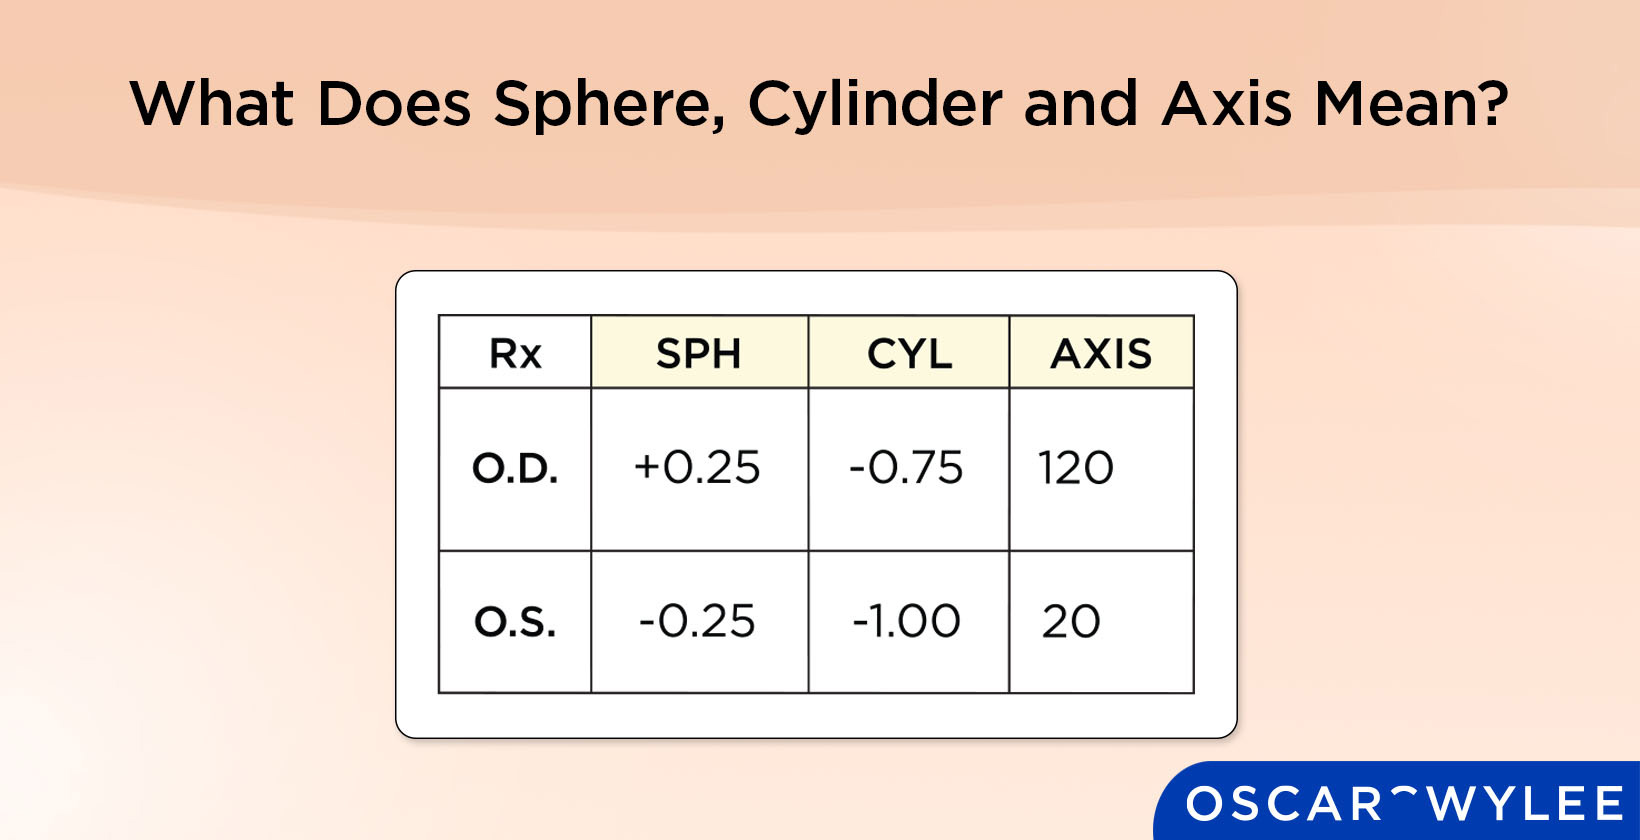 What Does Sphere, Cylinder and Axis Mean?
Rx SPH CYL AXIS
O.D. +0.25 -0.75 120
O.S. -0.25 -1.00 20
OSCAR WYLEE